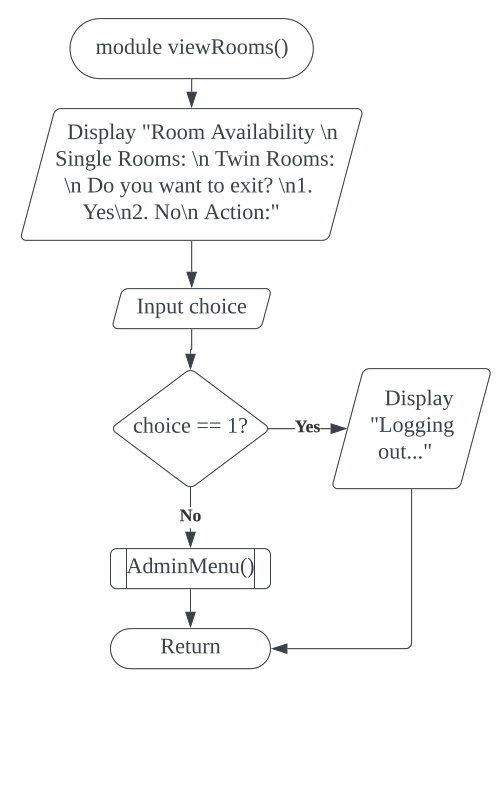 module viewRooms()
Display "Room Availability \n
Single Rooms: \n Twin Rooms:
\n Do you want to exit? \n1.
Yes\n2. No\n Action:"
Input choice
choice == 1?
Yes
Display
"Logging
out..."
No
AdminMenu()
Return